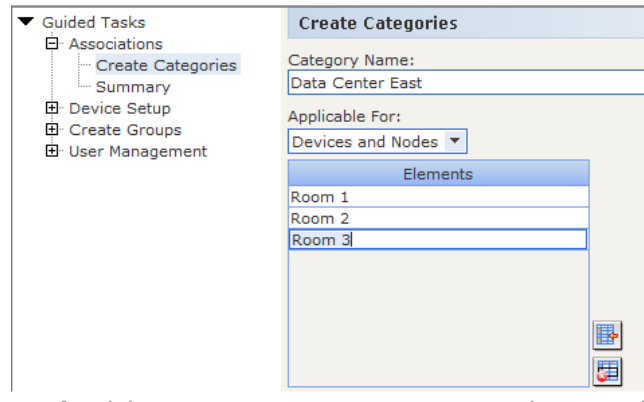 Guided Tasks
Associations
Create Categories
Summary
Device Setup
Create Groups
User Management
Create Categories
Category Name:
Data Center East
Applicable For:
Devices and Nodes
Elements
Room 1
Room 2
Room 3